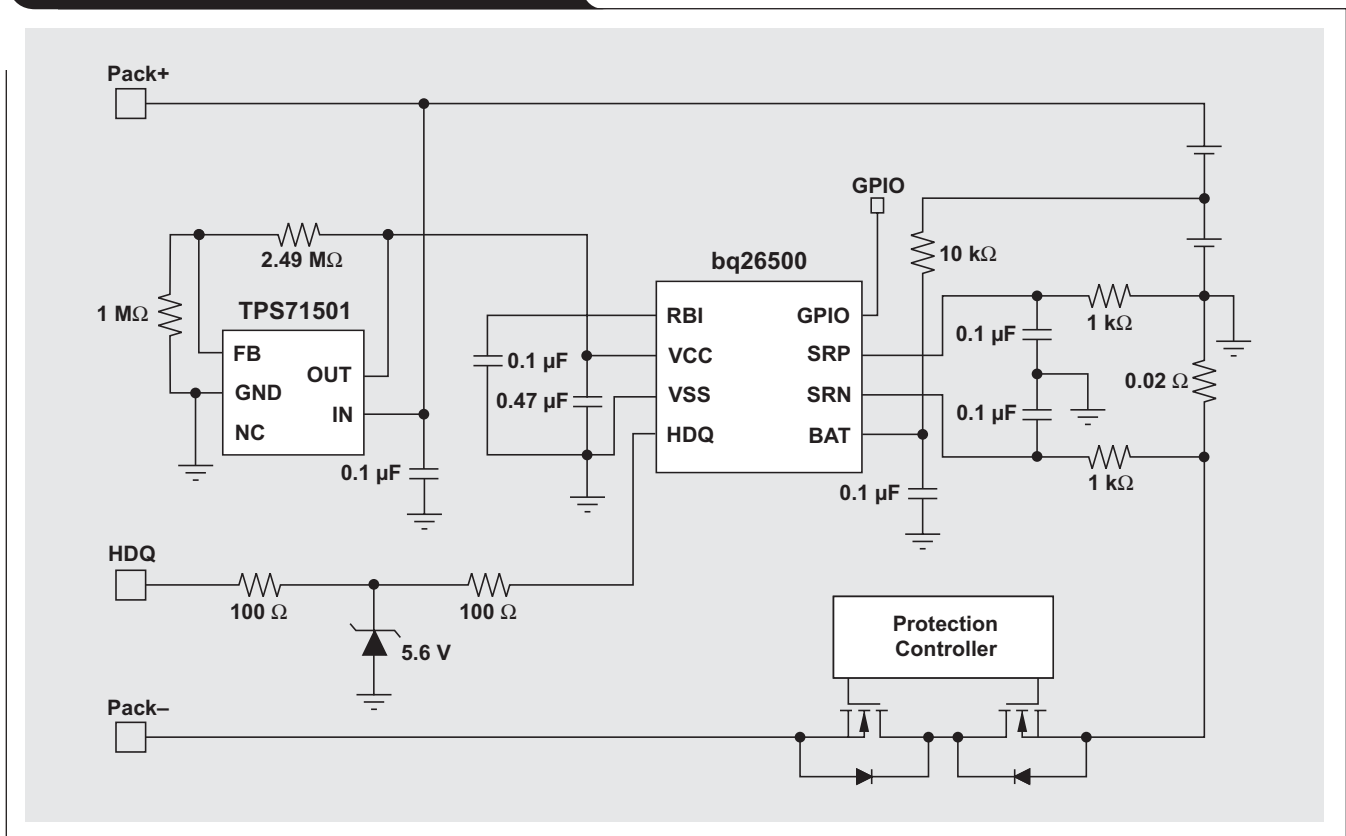 Pack+
GPIO
2.49 MΩ
10 kΩ
bq26500
1 MΩ
TPS71501
FB
OUT
GND
IN
NC
0.1 µF
RBI
GPIO
VCC
SRP
VSS
SRN
HDQ
BAT
0.1 µF
0.47 µF
0.1 µF
1 kΩ
0.02 Ω
0.1 µF
1 kΩ
0.1 µF
HDQ
100 Ω
100 Ω
5.6 V
Protection
Controller
Pack–